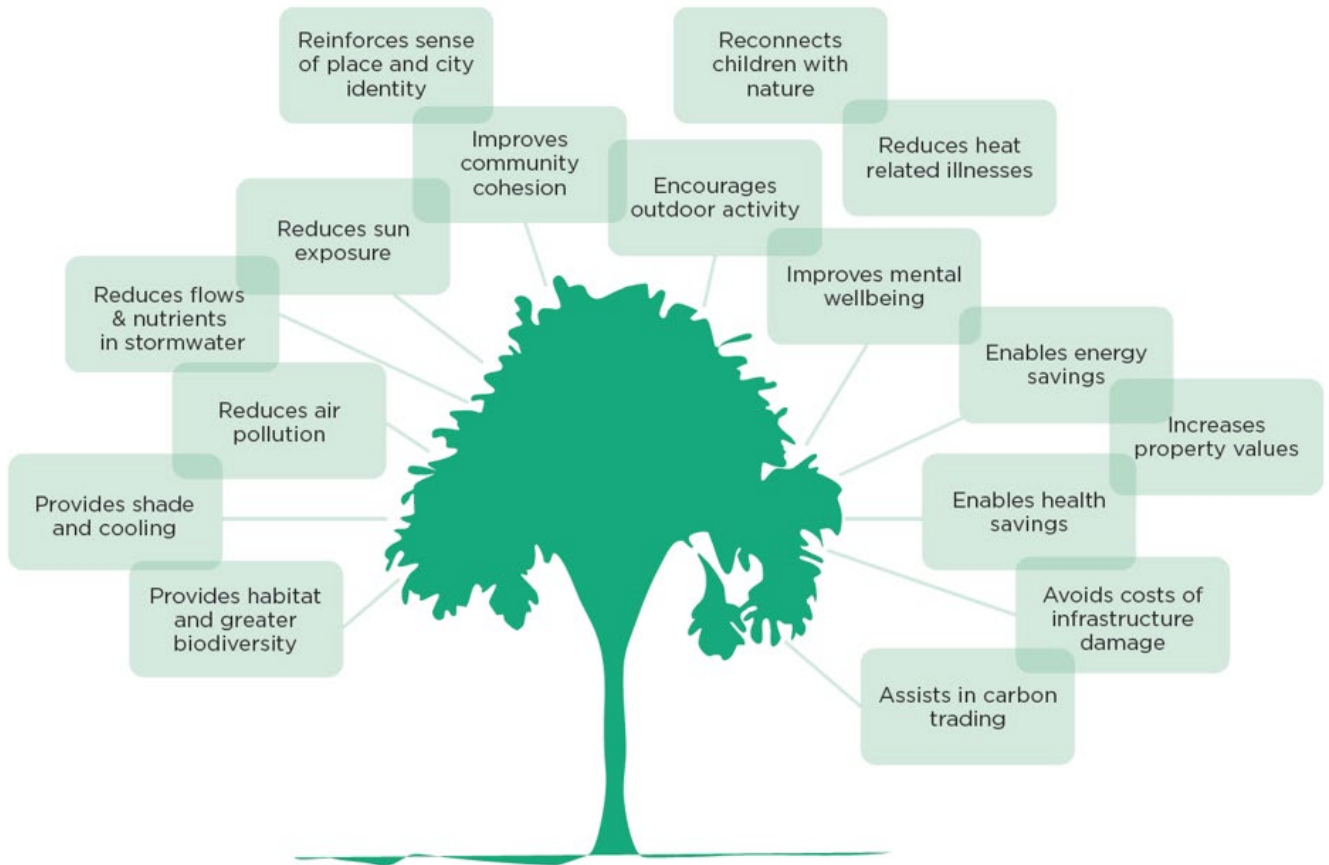 Reinforces sense
of place and city
identity
Reconnects
children with
nature
Improves
community
cohesion
Reduces heat
related illnesses
Encourages
outdoor activity
Reduces sun
exposure
Improves mental
wellbeing
Reduces flows
& nutrients
in stormwater
Enables energy
savings
Reduces air
pollution
Increases
property values
Provides shade
and cooling
Enables health
savings
Provides habitat
and greater
biodiversity
Avoids costs of
infrastructure
damage
Assists in carbon
trading